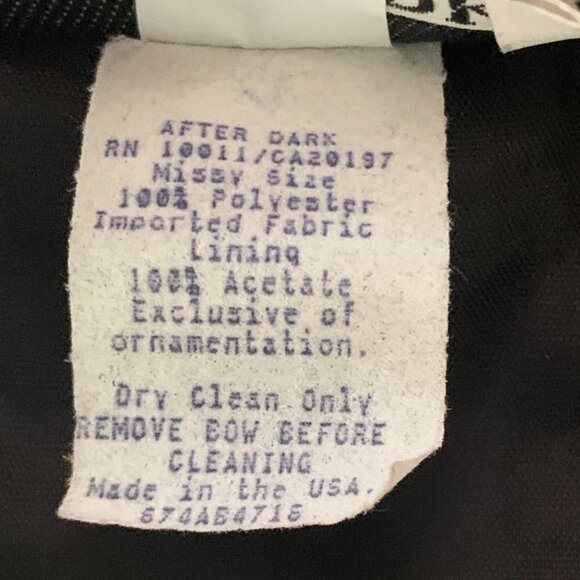 AFTER DARK
RN 10011/CA20197
Missy Size
100% Polyester
Imported Fabric
Lining
100% Acetate
Exclusive of
ornamentation.
Dry Clean Only
REMOVE BOW BEFORE
CLEANING
Made in the USA.